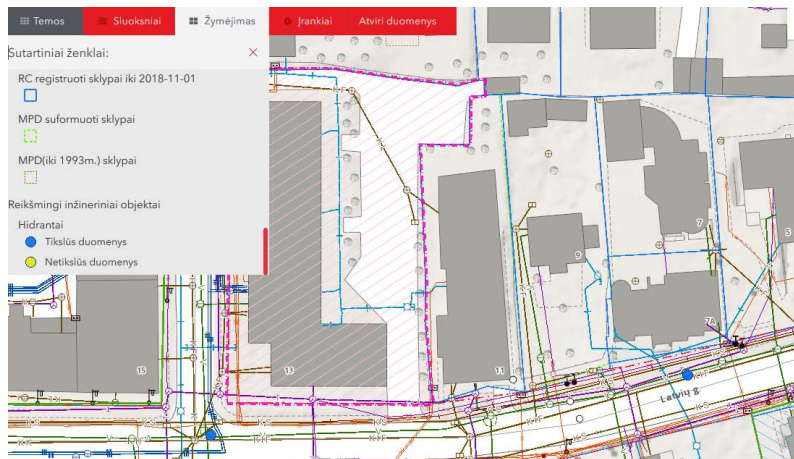 Temos
Sluoksniai
Žymėjimas
Įrankiai
Atviri duomenys
Sutartiniai ženklai:
RC registruoti sklypai iki 2018-11-01
MPD suformuoti sklypai
MPD(iki 1993m.) sklypai
Reikšmingi inžineriniai objektai
Hidrantai
Tikslūs duomenys
Netikslūs duomenys
7
5
9
7A
15
13
11
Latvių g.